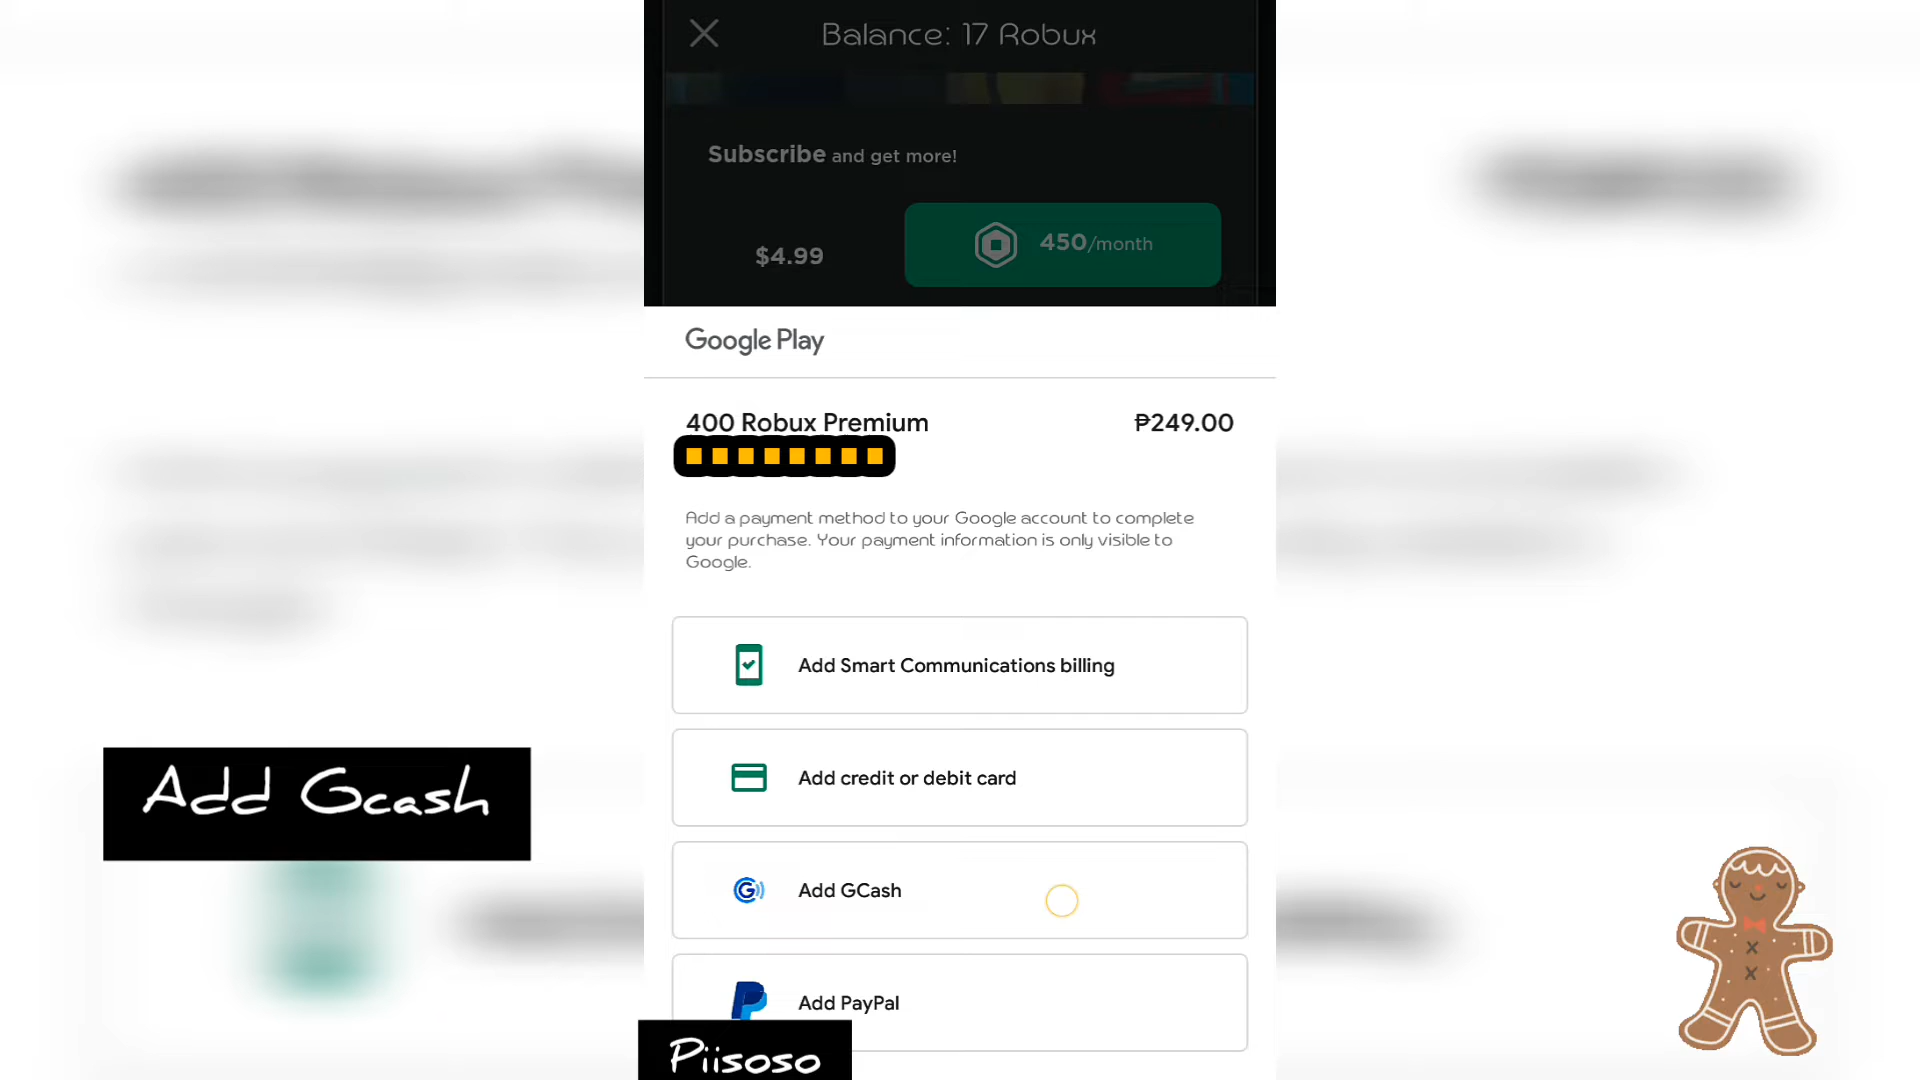 Balance: 17 Robux
Subscribe and get more!
$4.99
450/month
Google Play
400 Robux Premium
₱249.00
Add a payment method to your Google account to complete
your purchase. Your payment information is only visible to
Google.
Add Smart Communications billing
Add credit or debit card
Add GCash
Add PayPal
Add Gcash
Piisoso